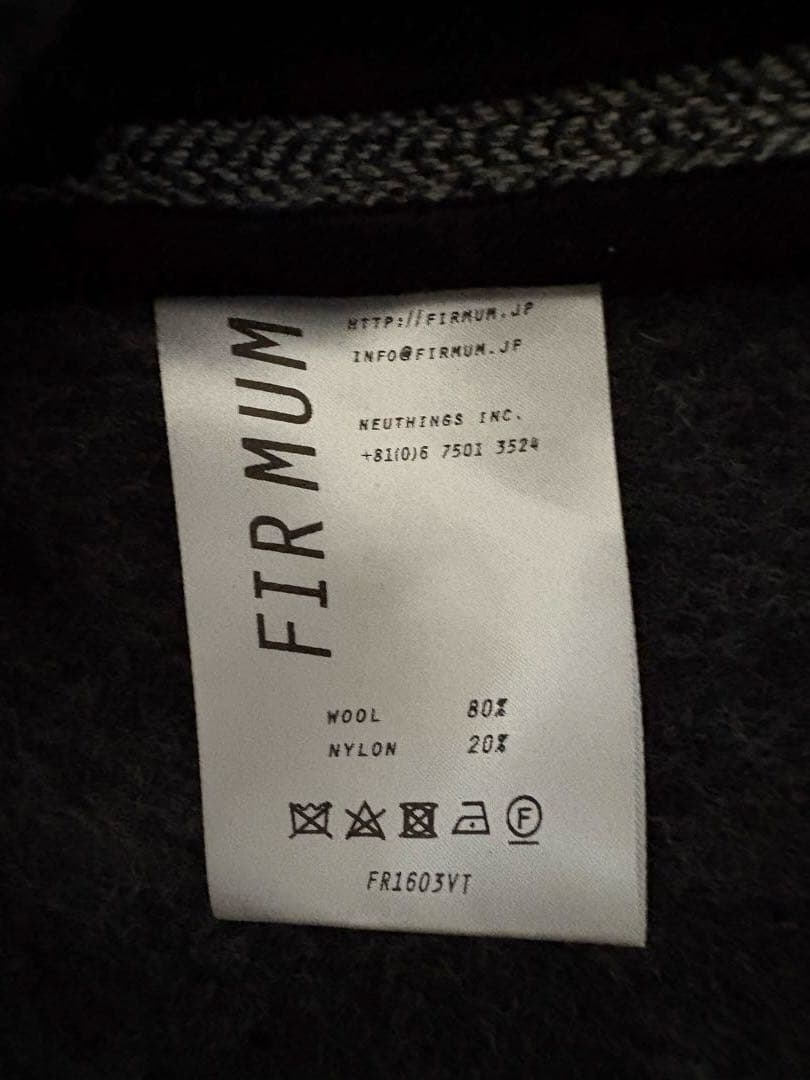 FIRMUM
HTTP://FIRMUM.JP
INFO@FIRMUM.JP
NEUTHINGS INC.
+81(0)6 7501 3524
WOOL 80%
NYLON 20%
F
FR1603VT